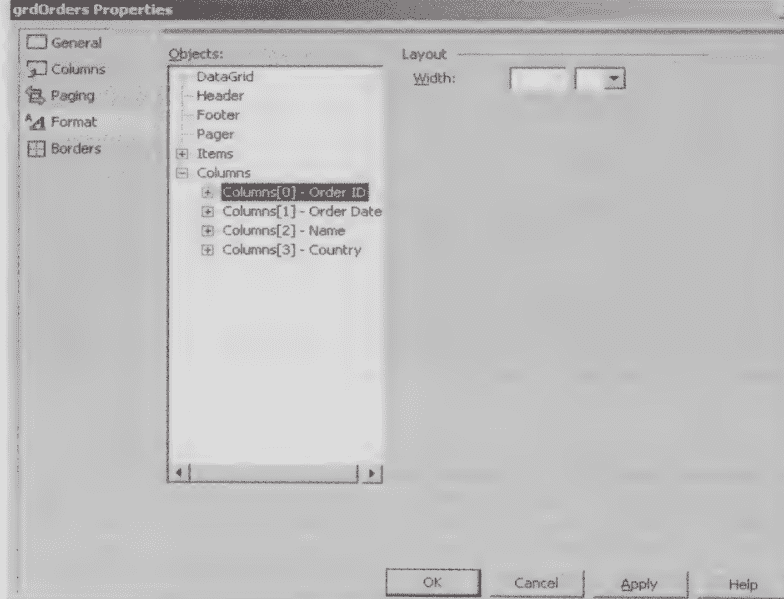 grdOrders Properties
General
Columns
Paging
Format
Borders
Objects:
DataGrid
Header
Footer
Pager
Items
Columns
Columns[0] - Order ID
Columns[1] - Order Date
Columns[2] - Name
Columns[3] - Country
Layout
Width:
OK
Cancel
Apply
Help